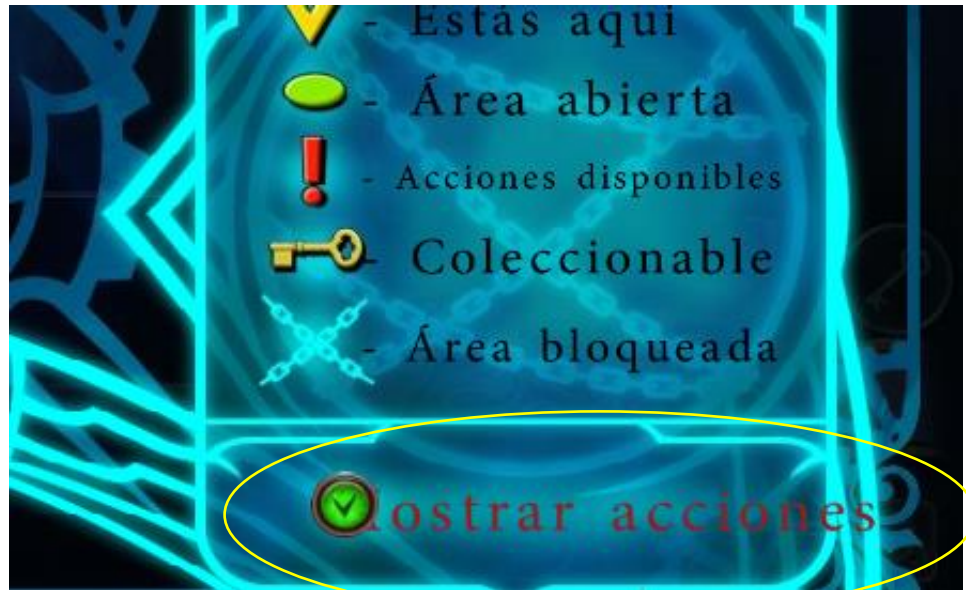 - Estás aquí
- Área abierta
- Acciones disponibles
- Coleccionable
- Área bloqueada
ostrar acciones